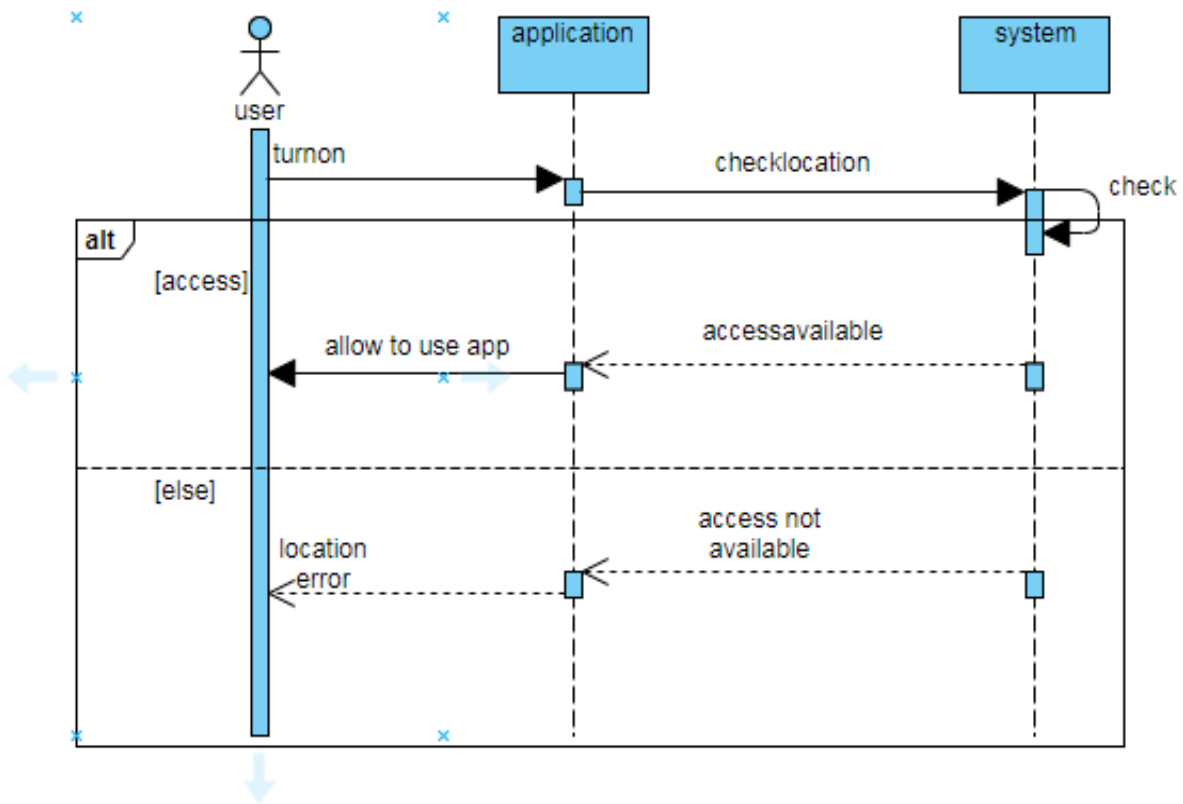 application
system
user
turnon
checklocation
check
alt
[access]
accessavailable
allow to use app
[else]
access not
available
location
error